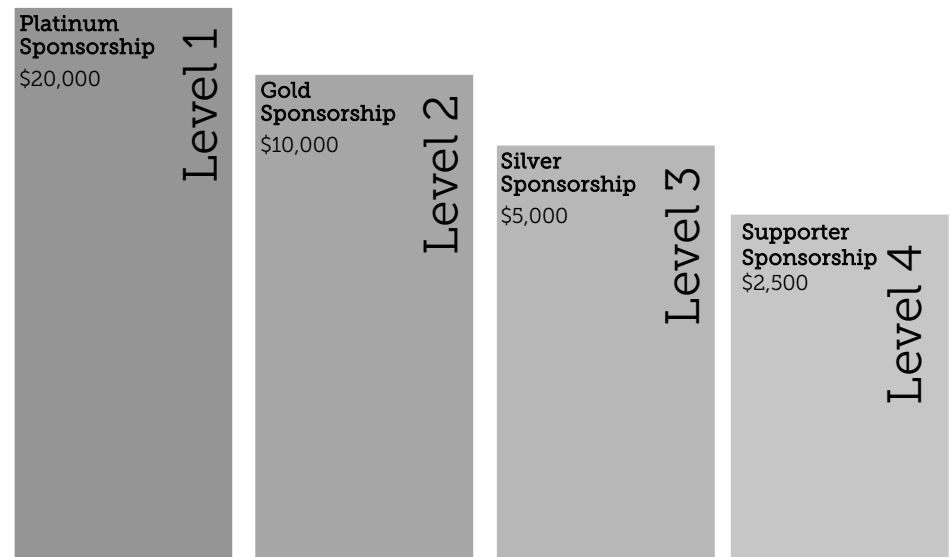 Platinum
Sponsorship
$20,000
Level 1
Gold
Sponsorship
$10,000
Level 2
Silver
Sponsorship
$5,000
Level 3
Supporter
Sponsorship
$2,500
Level 4